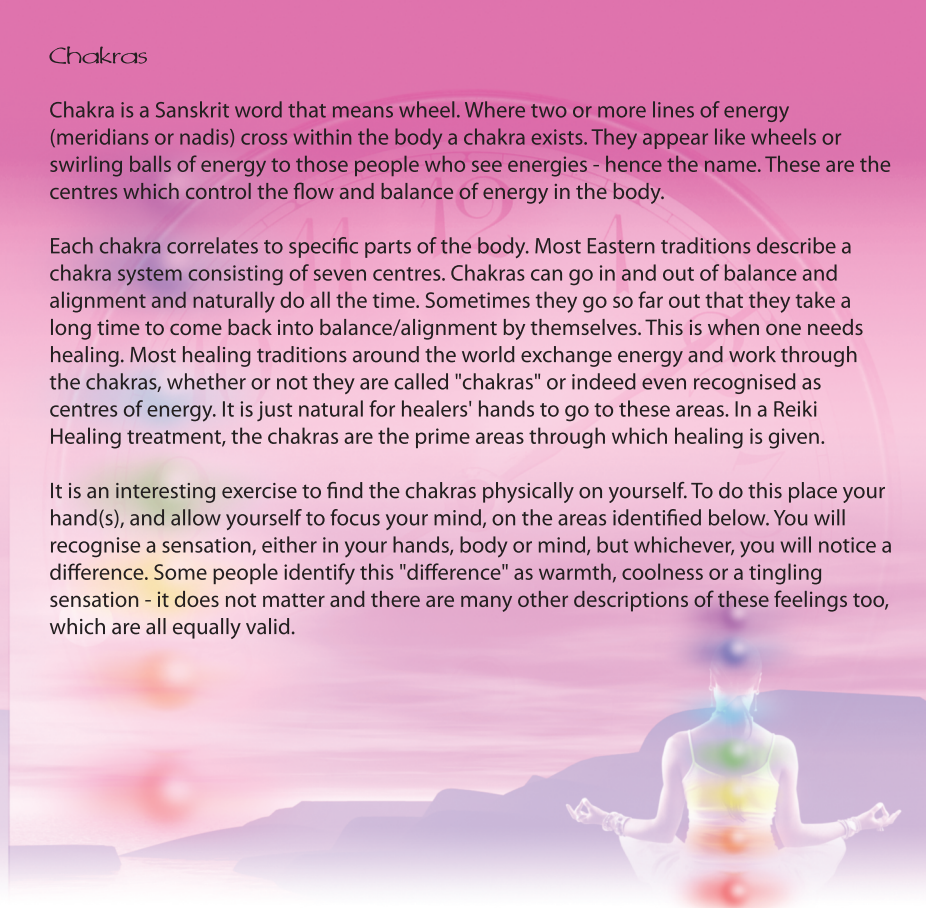 Chakras
Chakra is a Sanskrit word that means wheel. Where two or more lines of energy
(meridians or nadis) cross within the body a chakra exists. They appear like wheels or
swirling balls of energy to those people who see energies - hence the name. These are the
centres which control the flow and balance of energy in the body.
Each chakra correlates to specific parts of the body. Most Eastern traditions describe a
chakra system consisting of seven centres. Chakras can go in and out of balance and
alignment and naturally do all the time. Sometimes they go so far out that they take a
long time to come back into balance/alignment by themselves. This is when one needs
healing. Most healing traditions around the world exchange energy and work through
the chakras, whether or not they are called "chakras" or indeed even recognised as
centres of energy. It is just natural for healers' hands to go to these areas. In a Reiki
Healing treatment, the chakras are the prime areas through which healing is given.
It is an interesting exercise to find the chakras physically on yourself. To do this place your
hand(s), and allow yourself to focus your mind, on the areas identified below. You will
recognise a sensation, either in your hands, body or mind, but whichever, you will notice a
difference. Some people identify this "difference" as warmth, coolness or a tingling
sensation - it does not matter and there are many other descriptions of these feelings too,
which are all equally valid.
11 12 1